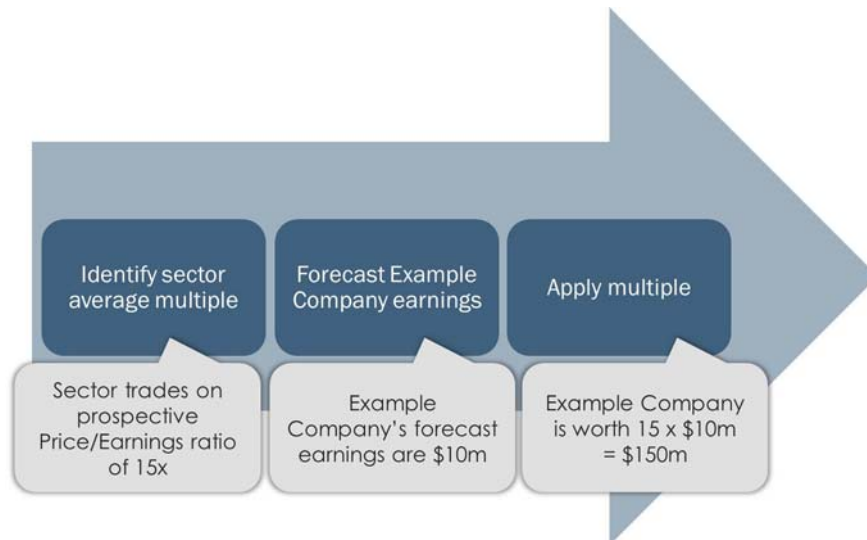 Identify sector
average multiple
Forecast Example
Company earnings
Apply multiple
Sector trades on
prospective
Price/Earnings ratio
of 15x
Example
Company’s forecast
earnings are $10m
Example Company
is worth 15 x $10m
= $150m